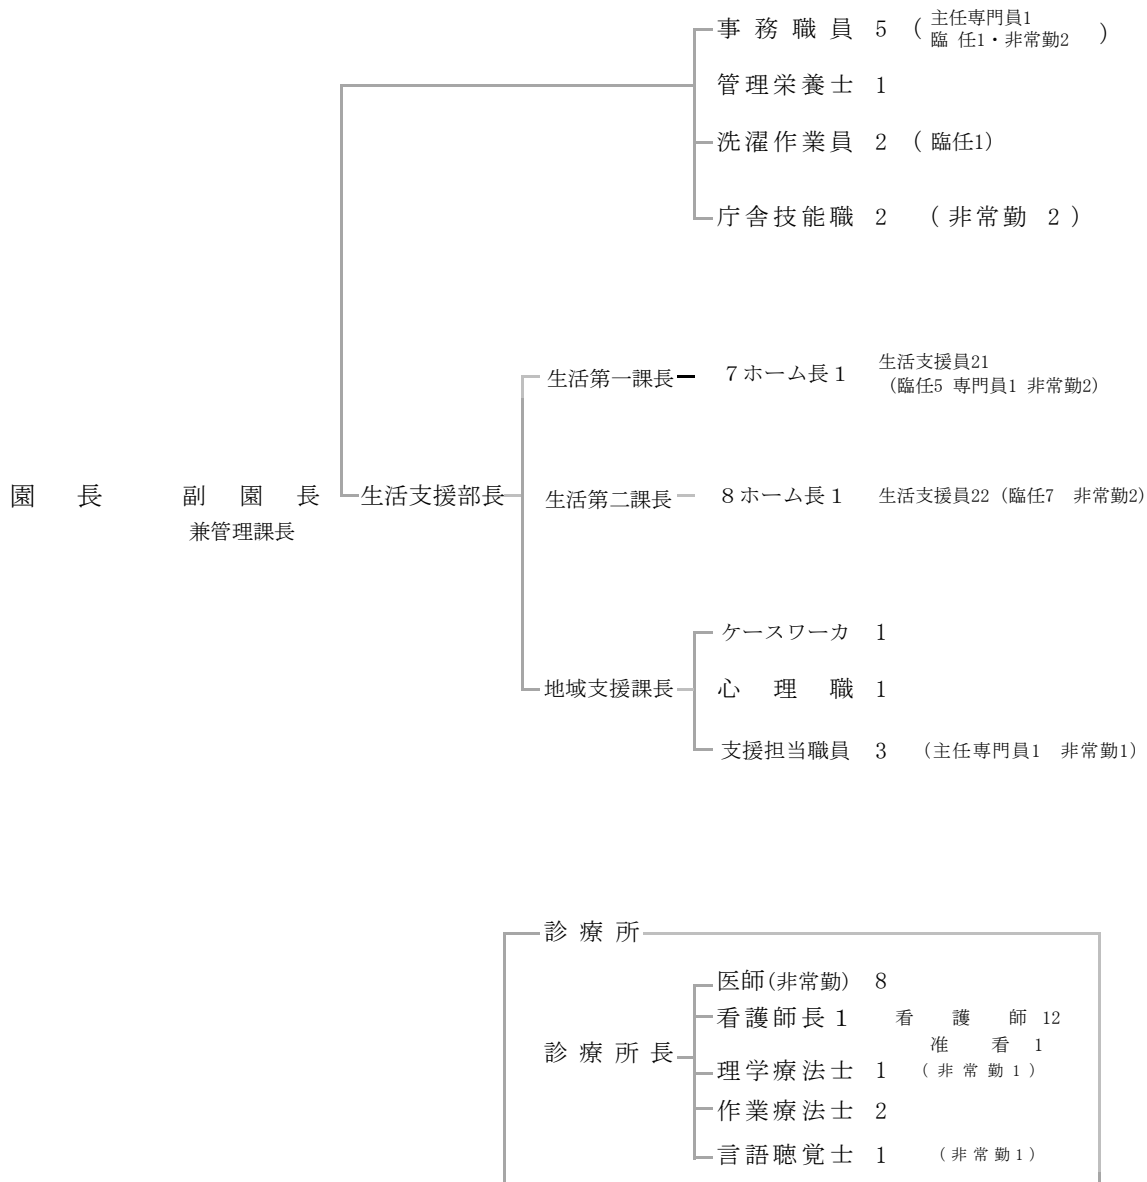 事務職員 5 (主任専門員1
臨任1・非常勤2)
管理栄養士 1
洗濯作業員 2 (臨任1)
庁舎技能職 2 (非常勤 2)
生活第一課長 7ホーム長1 生活支援員21
(臨任5 専門員1 非常勤2)
園長 副園長 生活支援部長 生活第二課長 8ホーム長1 生活支援員22 (臨任7 非常勤2)
兼管理課長
ケースワーカ 1
地域支援課長 心理職 1
支援担当職員 3 (主任専門員1 非常勤1)
診療所
医師(非常勤) 8
看護師長1 看護師 12
准看 1
診療所長
理学療法士 1 (非常勤1)
作業療法士 2
言語聴覚士 1 (非常勤1)